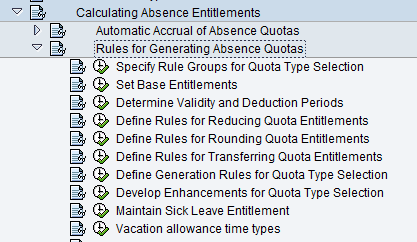 Calculating Absence Entitlements
Automatic Accrual of Absence Quotas
Rules for Generating Absence Quotas
Specify Rule Groups for Quota Type Selection
Set Base Entitlements
Determine Validity and Deduction Periods
Define Rules for Reducing Quota Entitlements
Define Rules for Rounding Quota Entitlements
Define Rules for Transferring Quota Entitlements
Define Generation Rules for Quota Type Selection
Develop Enhancements for Quota Type Selection
Maintain Sick Leave Entitlement
Vacation allowance time types